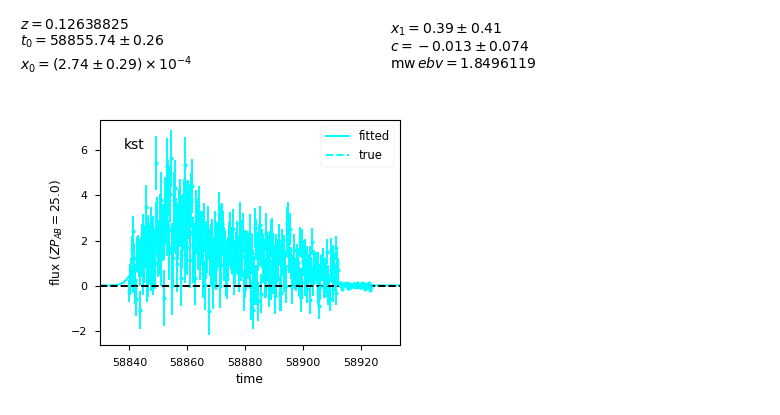 z = 0.12638825
t₀ = 58855.74 ± 0.26
x₀ = (2.74 ± 0.29) × 10⁻⁴
x₁ = 0.39 ± 0.41
c = −0.013 ± 0.074
mw ebv = 1.8496119
kst
fitted
true
6
4
2
0
−2
flux (ZP_AB = 25.0)
58840 58860 58880 58900 58920
time